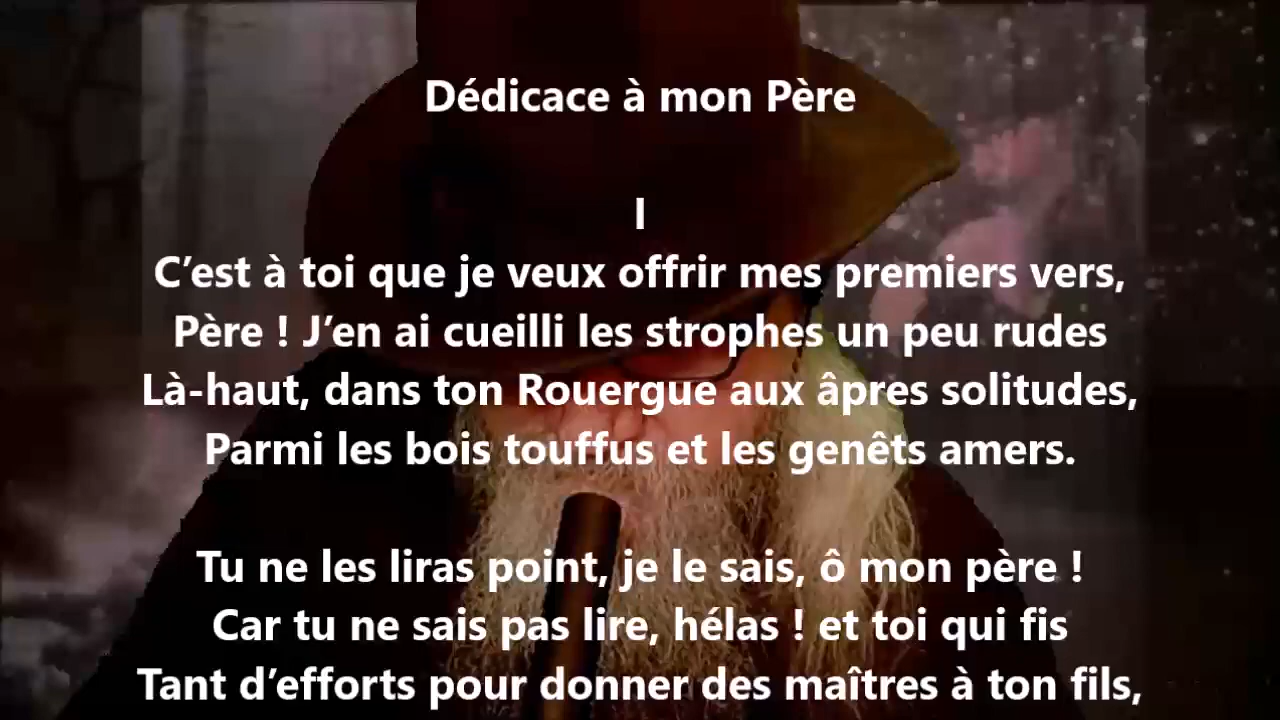 Dédicace à mon Père
I
C’est à toi que je veux offrir mes premiers vers,
Père ! J’en ai cueilli les strophes un peu rudes
Là-haut, dans ton Rouergue aux âpres solitudes,
Parmi les bois touffus et les genêts amers.
Tu ne les liras point, je le sais, ô mon père !
Car tu ne sais pas lire, hélas ! et toi qui fis
Tant d’efforts pour donner des maîtres à ton fils,